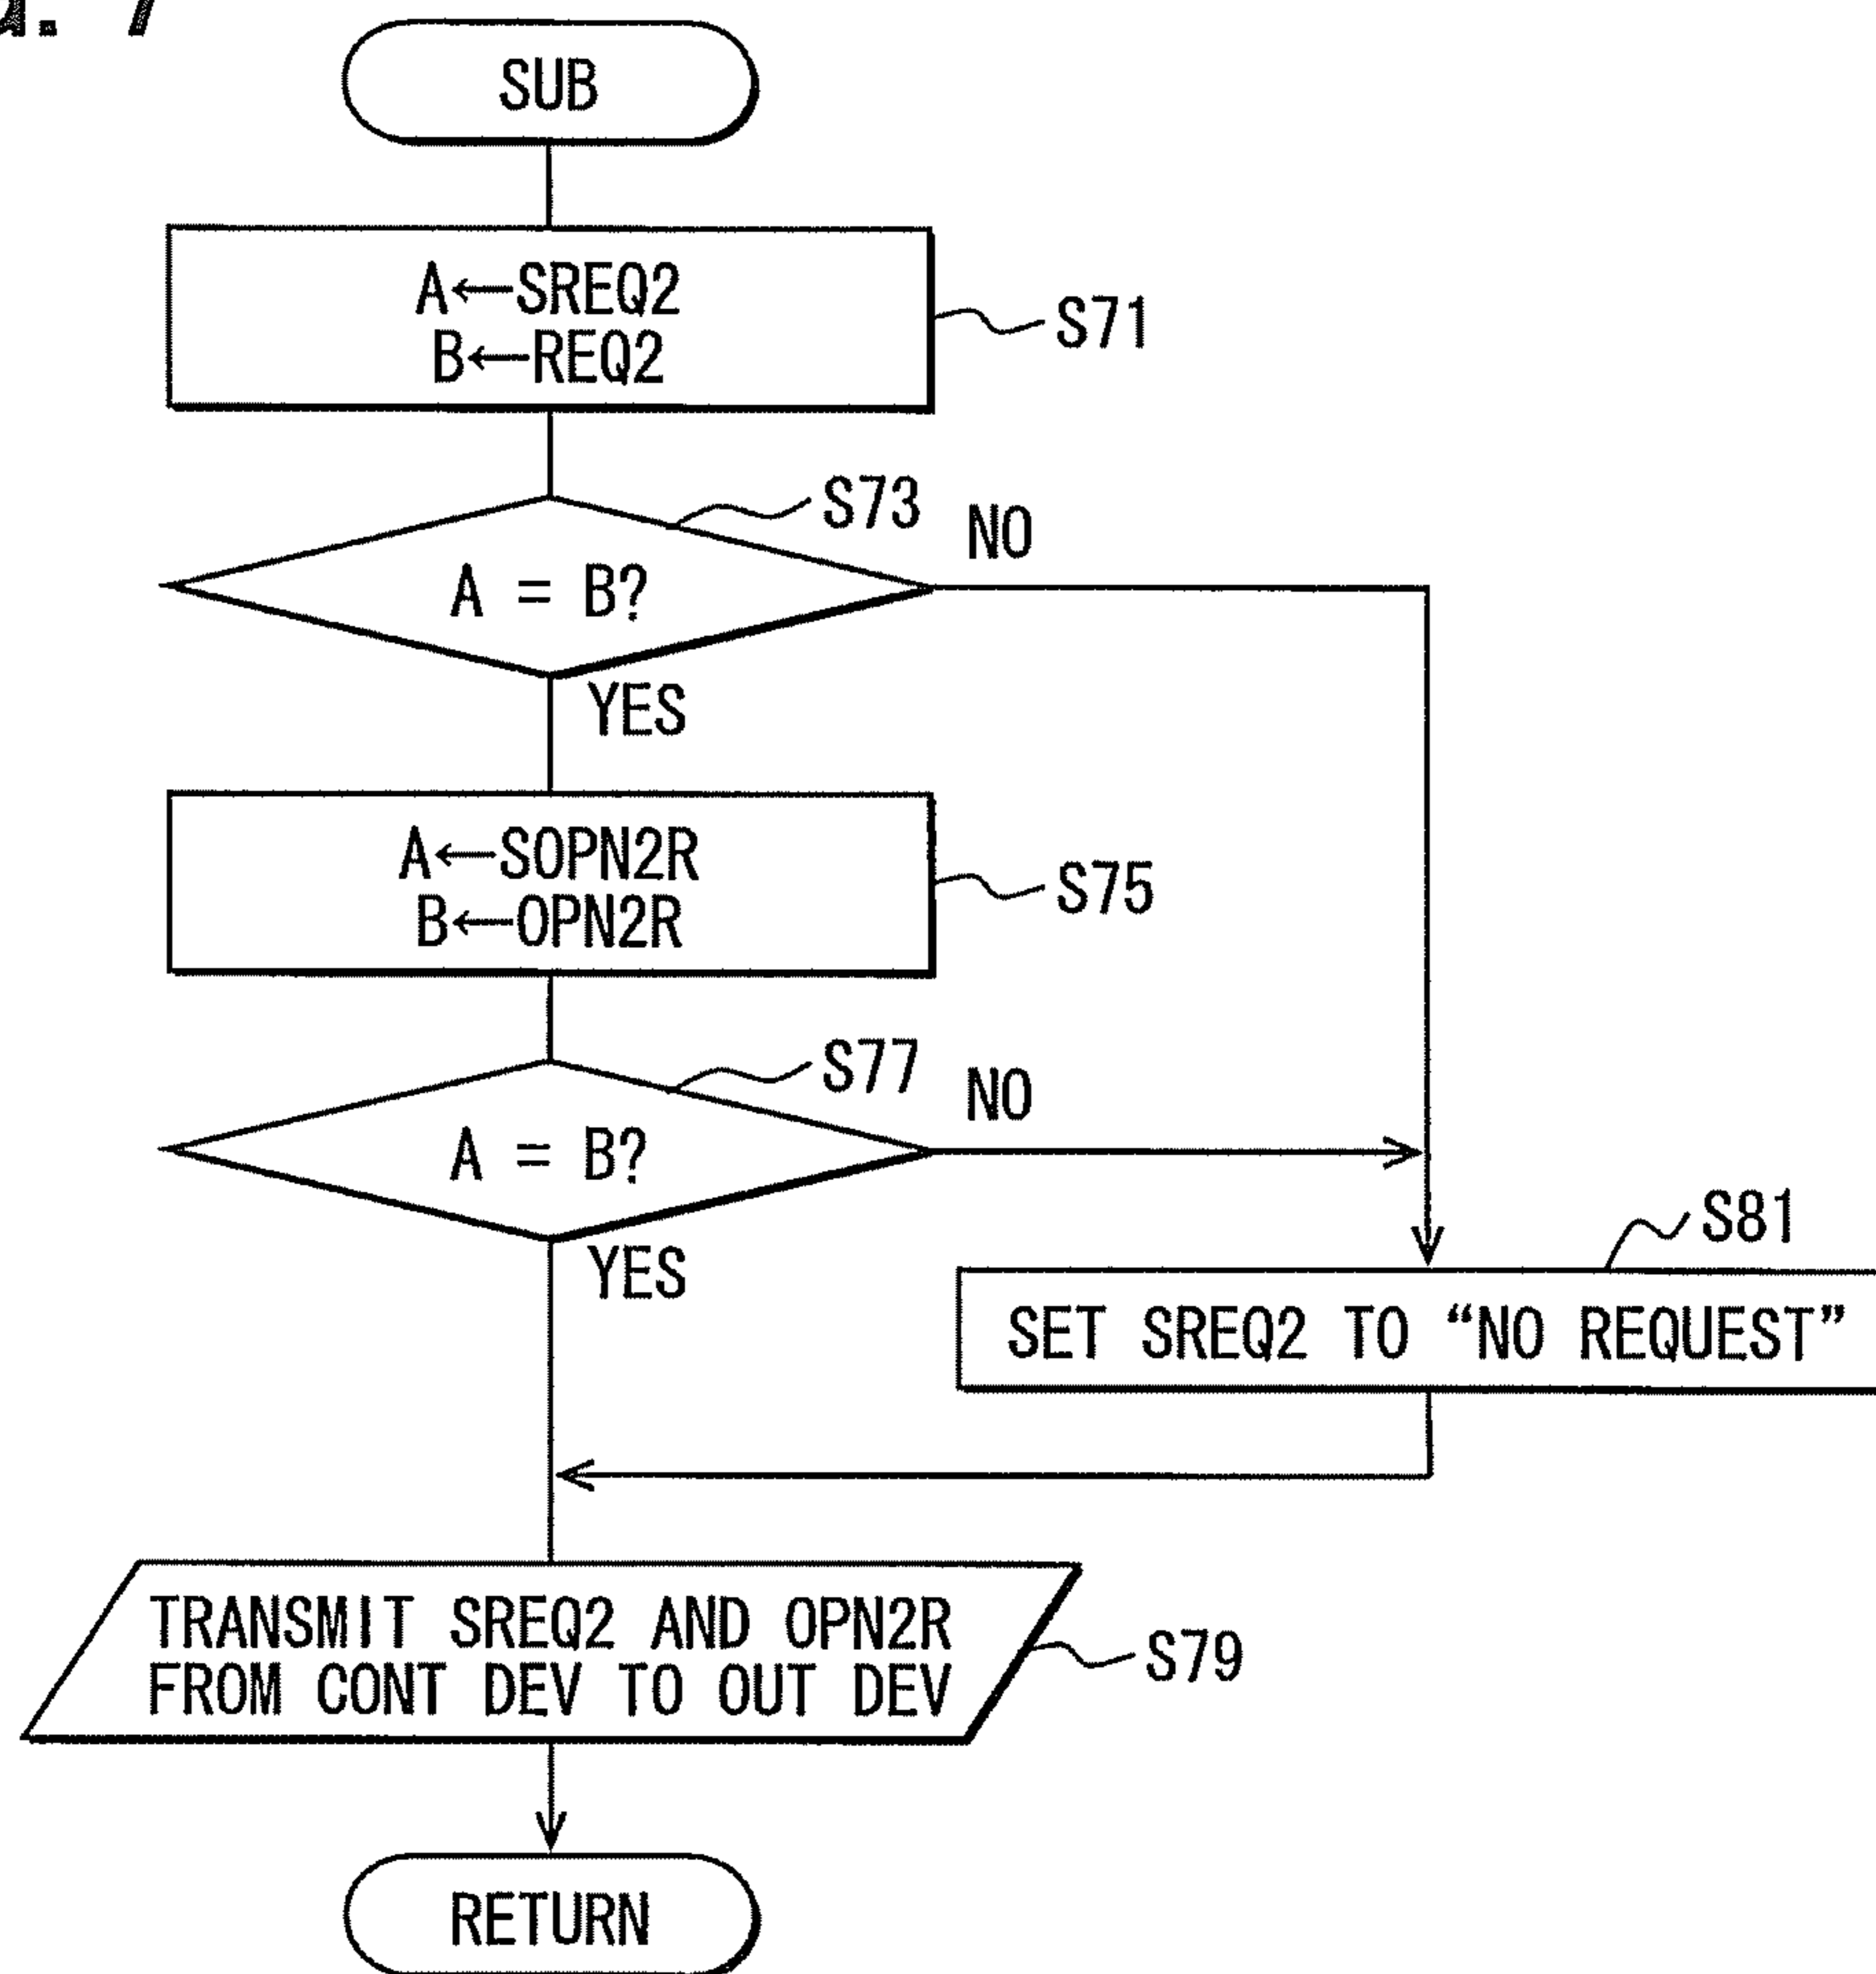 7
SUB
A←SREQ2
B←REQ2
S71
S73
NO
A = B?
YES
A←SOPN2R
B←OPN2R
S75
S77
NO
A = B?
YES
S81
SET SREQ2 TO “NO REQUEST”
TRANSMIT SREQ2 AND OPN2R
FROM CONT DEV TO OUT DEV
S79
RETURN